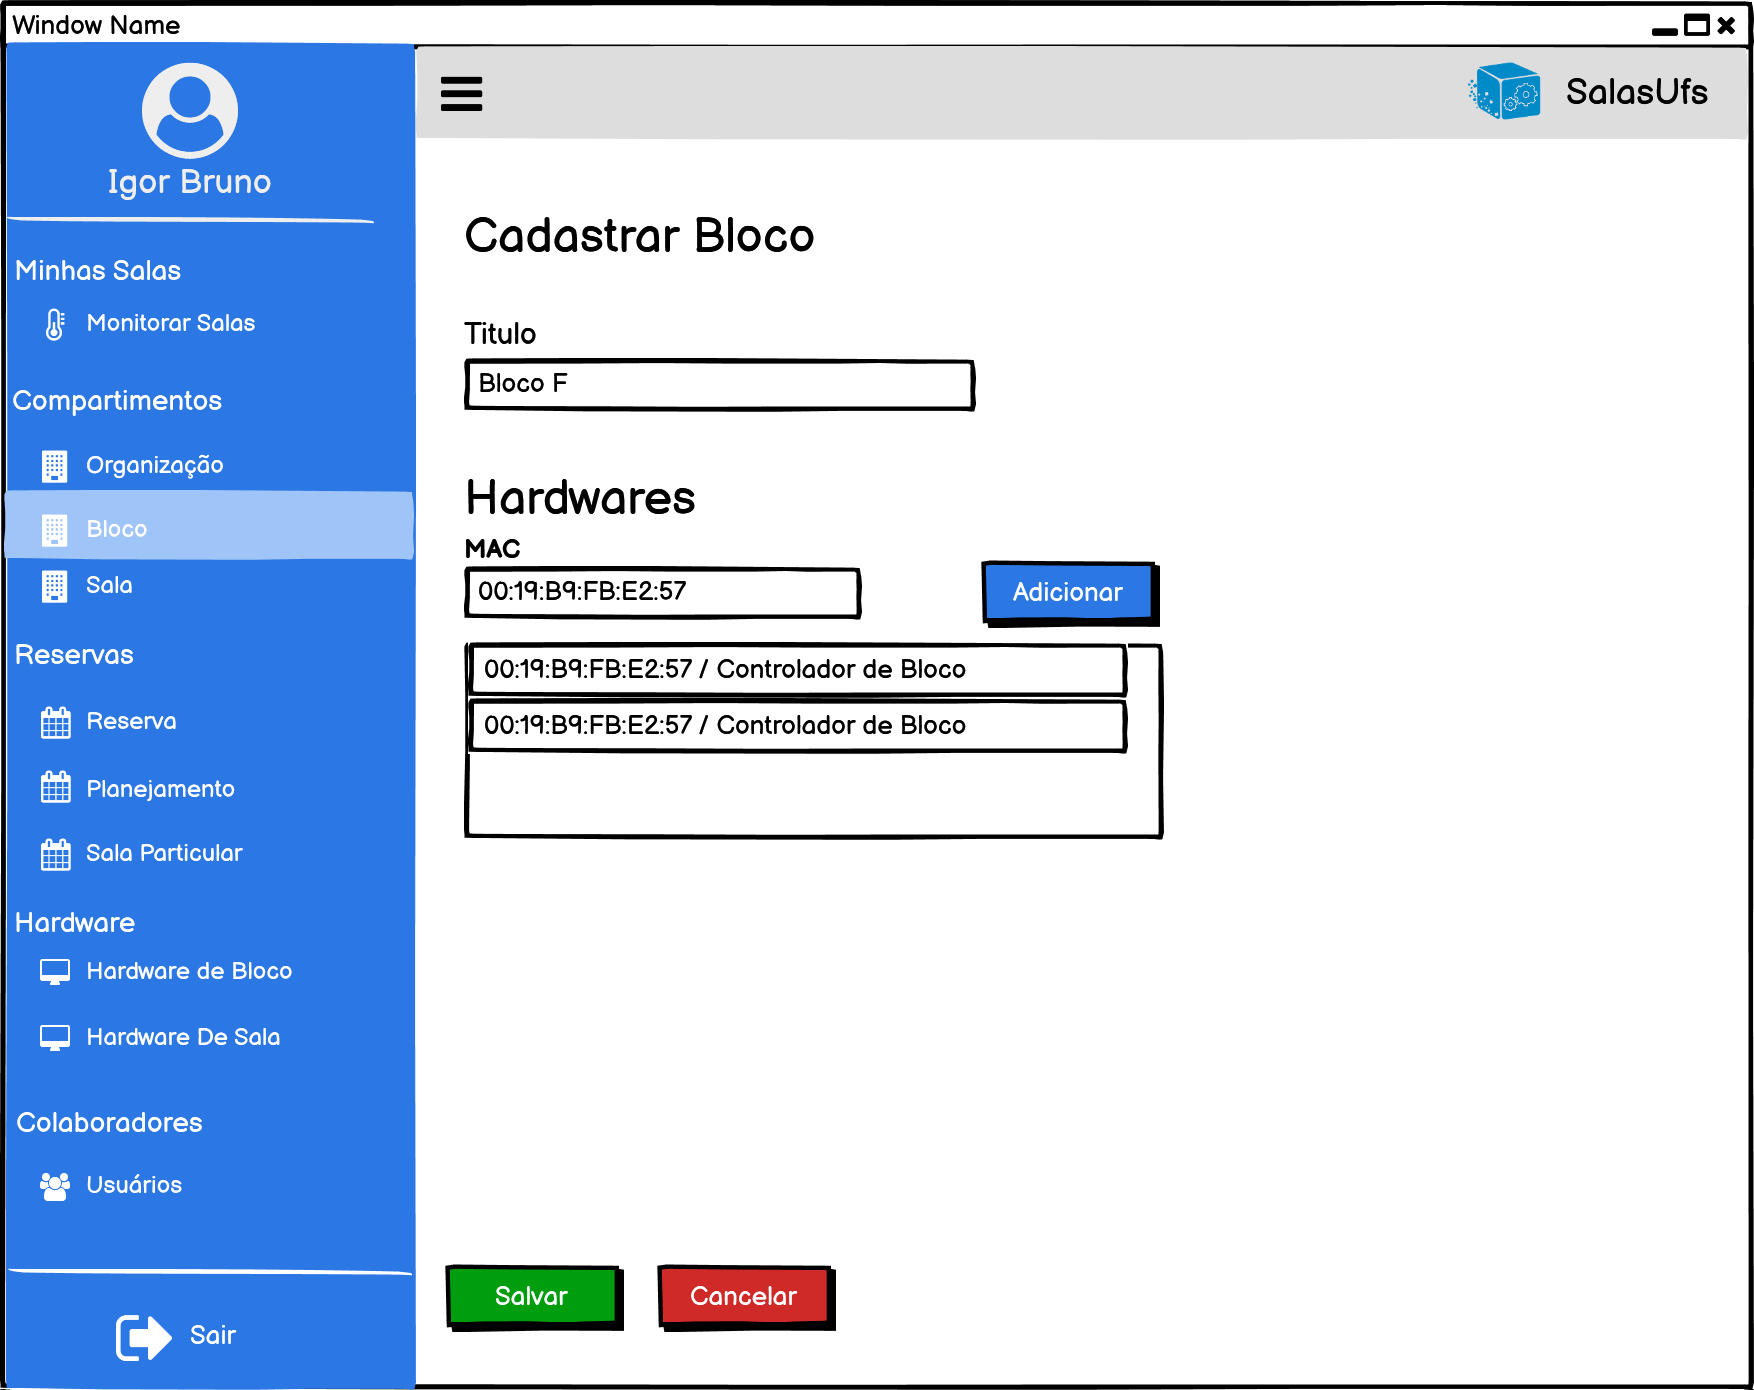 Window Name
Igor Bruno
Minhas Salas
Monitorar Salas
Compartimentos
Organização
Bloco
Sala
Reservas
Reserva
Planejamento
Sala Particular
Hardware
Hardware de Bloco
Hardware De Sala
Colaboradores
Usuários
Sair
SalasUfs
Cadastrar Bloco
Titulo
Bloco F
Hardwares
MAC
00:19:B9:FB:E2:57
Adicionar
00:19:B9:FB:E2:57 / Controlador de Bloco
00:19:B9:FB:E2:57 / Controlador de Bloco
Salvar
Cancelar